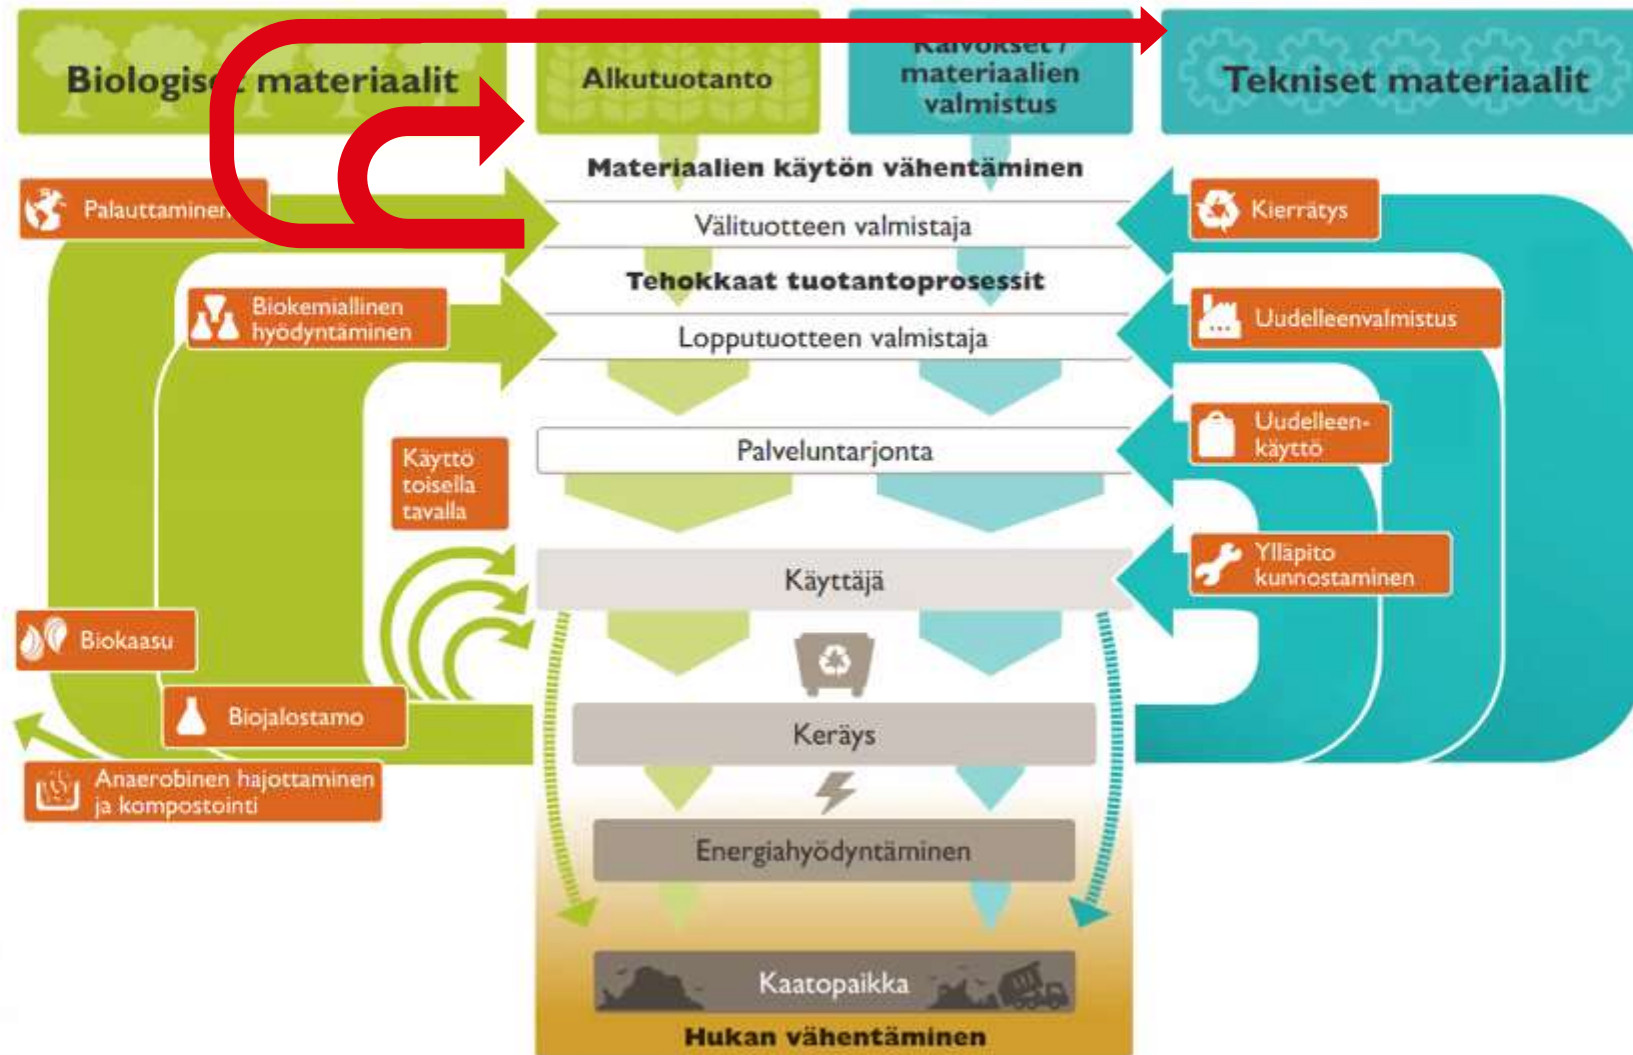 Biologiset materiaalit
Alkutuotanto
Kaivokset /
materiaalien
valmistus
Tekniset materiaalit
Materiaalien käytön vähentäminen
Palauttaminen
Välituotteen valmistaja
Kierrätys
Tehokkaat tuotantoprosessit
Biokemiallinen
hyödyntäminen
Lopputuotteen valmistaja
Uudelleenvalmistus
Käyttö
toisella
tavalla
Palveluntarjonta
Uudelleen-
käyttö
Käyttäjä
Ylläpito
kunnostaminen
Biokaasu
Biojalostamo
Keräys
Anaerobinen hajottaminen
ja kompostointi
Energiahyödyntäminen
Kaatopaikka
Hukan vähentäminen